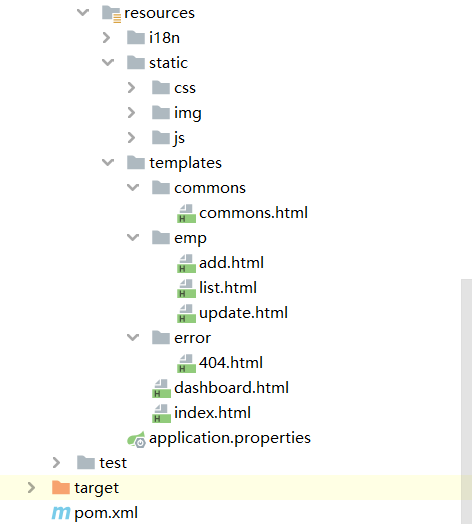 resources
i18n
static
css
img
js
templates
commons
commons.html
emp
add.html
list.html
update.html
error
404.html
dashboard.html
index.html
application.properties
test
target
pom.xml